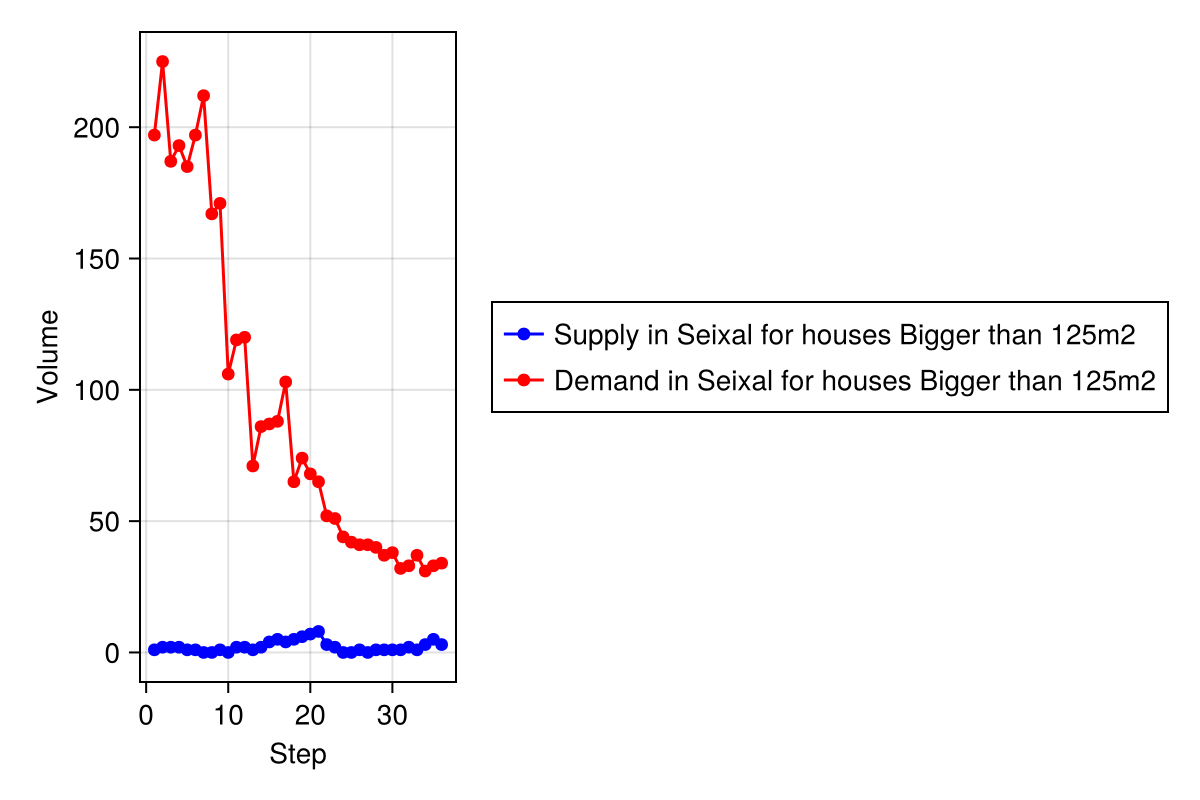 200
150
100
50
0
Volume
0 10 20 30
Step
Supply in Seixal for houses Bigger than 125m2
Demand in Seixal for houses Bigger than 125m2